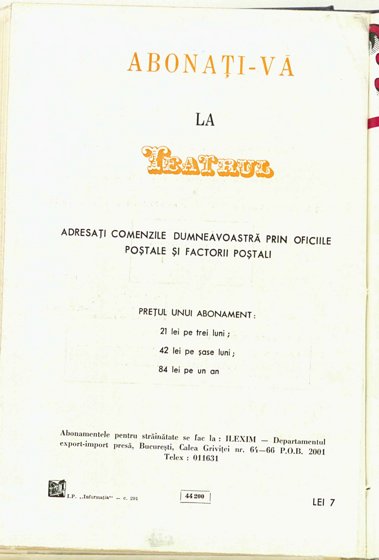 ABONAȚI-VĂ
LA
TEATRUL
ADRESAȚI COMENZILE DUMNEAVOASTRĂ PRIN OFICIILE
POȘTALE ȘI FACTORII POȘTALI
PREȚUL UNUI ABONAMENT:
21 lei pe trei luni;
42 lei pe șase luni;
84 lei pe un an
Abonamentele pentru străinătate se fac la: ILEXIM — Departamentul
export-import presă, București, Calea Griviței nr. 64—66 P.O.B. 2001
Telex: 011631
I.P. „Informația" — c. 291
44 200
LEI 7